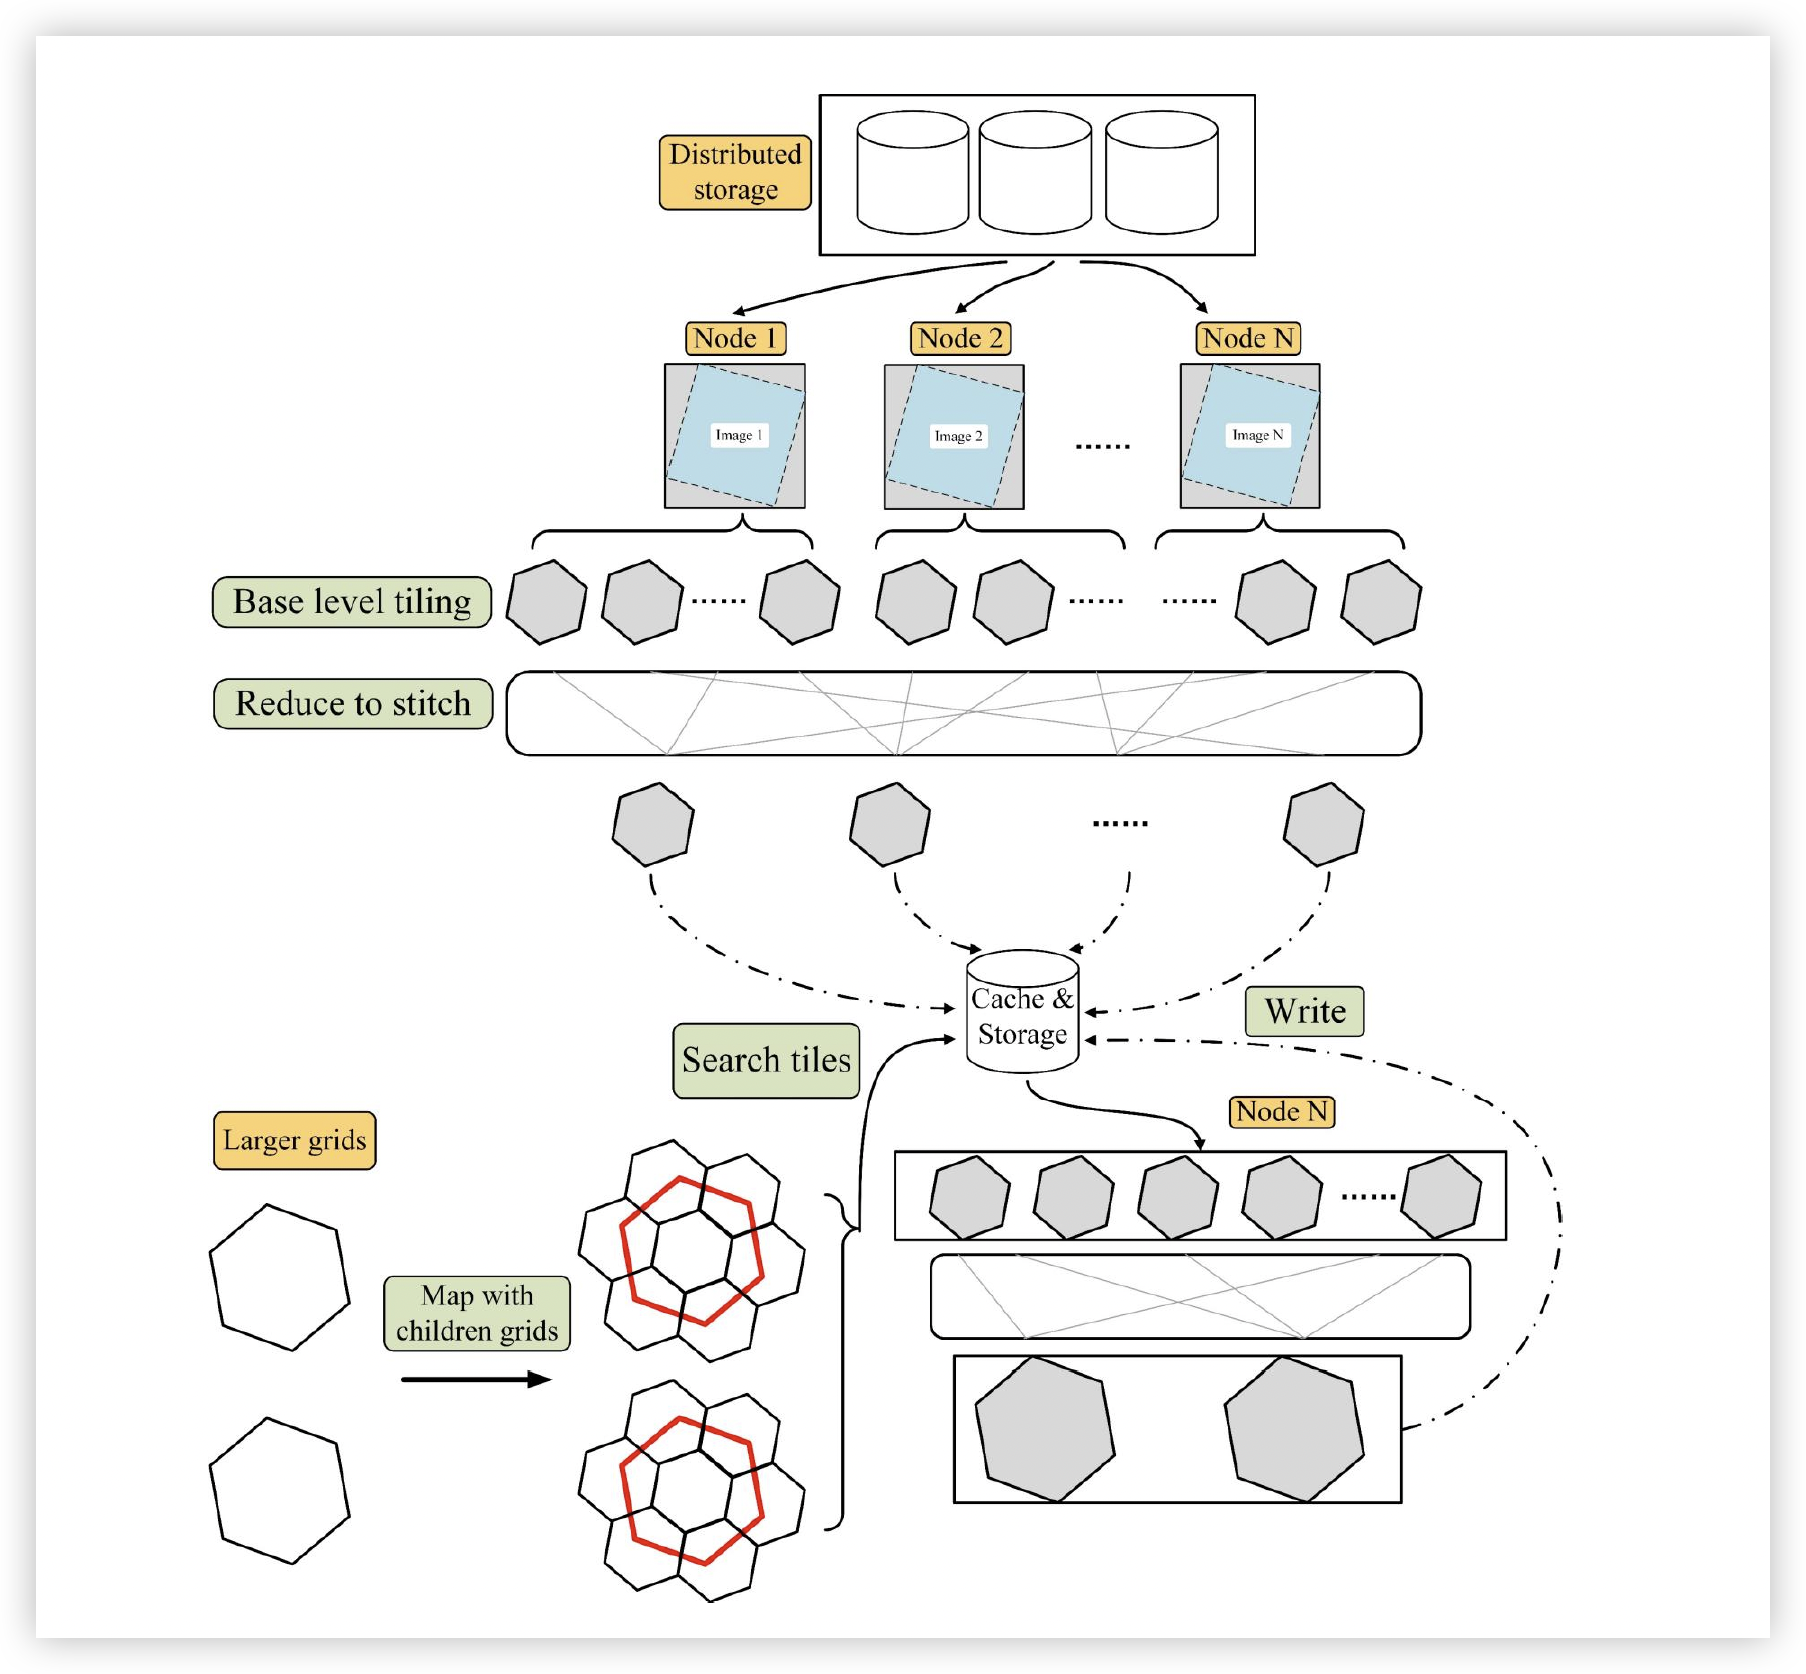 Distributed
storage
Node 1
Node 2
Node N
Image 1
Image 2
......
Image N
Base level tiling
......
......
......
Reduce to stitch
......
Cache &
Storage
Write
Search tiles
Node N
Larger grids
......
Map with
children grids